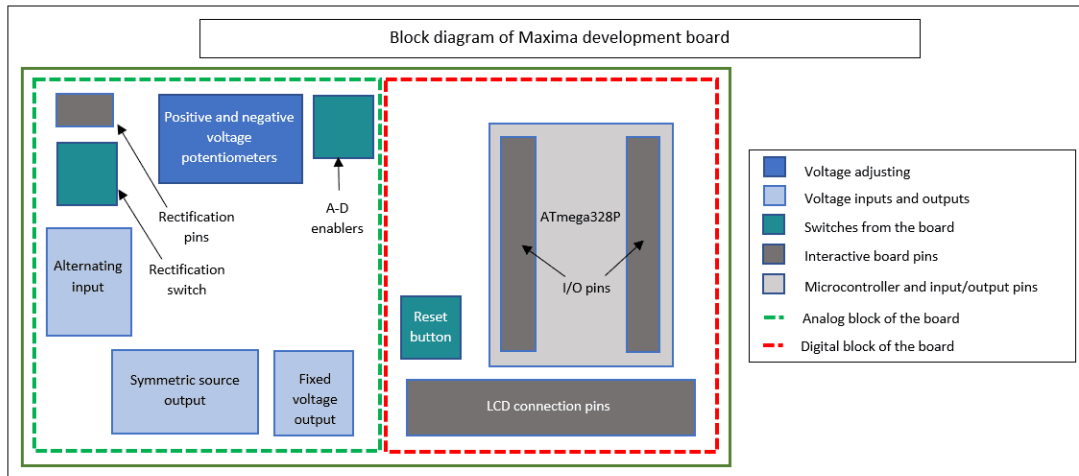 Block diagram of Maxima development board
Positive and negative
voltage
potentiometers
A-D
enablers
Rectification
pins
Rectification
switch
Alternating
input
Symmetric source
output
Fixed
voltage
output
ATmega328P
I/O pins
Reset
button
LCD connection pins
Voltage adjusting
Voltage inputs and outputs
Switches from the board
Interactive board pins
Microcontroller and input/output pins
Analog block of the board
Digital block of the board